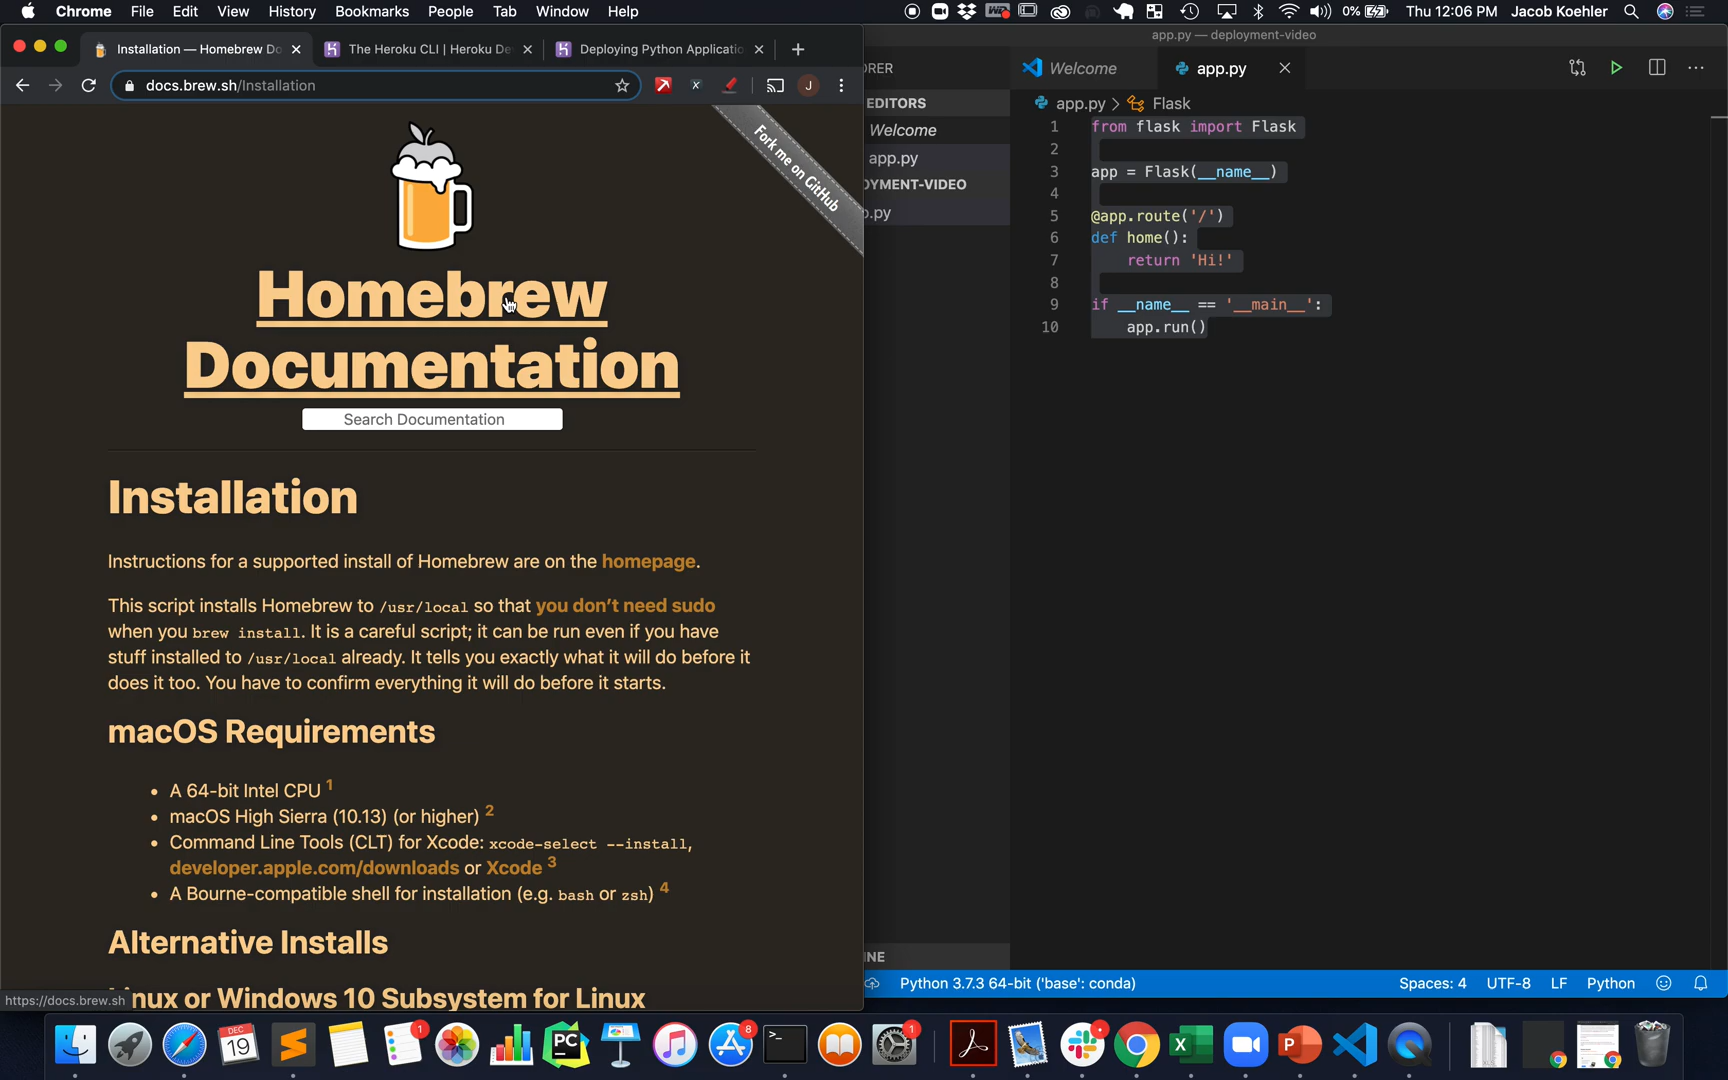 Chrome File Edit View History Bookmarks People Tab Window Help
0% Thu 12:06 PM Jacob Koehler
Installation — Homebrew Do
The Heroku CLI | Heroku De
Deploying Python Applicatio
docs.brew.sh/Installation
J
Fork me on GitHub
Homebrew
Documentation
Search Documentation
Installation
Instructions for a supported install of Homebrew are on the homepage.
This script installs Homebrew to /usr/local so that you don’t need sudo
when you brew install. It is a careful script; it can be run even if you have
stuff installed to /usr/local already. It tells you exactly what it will do before it
does it too. You have to confirm everything it will do before it starts.
macOS Requirements
• A 64-bit Intel CPU 1
• macOS High Sierra (10.13) (or higher) 2
• Command Line Tools (CLT) for Xcode: xcode-select --install,
developer.apple.com/downloads or Xcode 3
• A Bourne-compatible shell for installation (e.g. bash or zsh) 4
Alternative Installs
Linux or Windows 10 Subsystem for Linux
https://docs.brew.sh
app.py — deployment-video
ORER
EDITORS
Welcome
app.py
OYMENT-VIDEO
p.py
INE
Welcome
app.py
app.py > Flask
1 from flask import Flask
2
3 app = Flask(__name__)
4
5 @app.route('/')
6 def home():
7 return 'Hi!'
8
9 if __name__ == '__main__':
10 app.run()
Python 3.7.3 64-bit ('base': conda)
Spaces: 4 UTF-8 LF Python
DEC
19
1
PC
8
>_
1
X
P